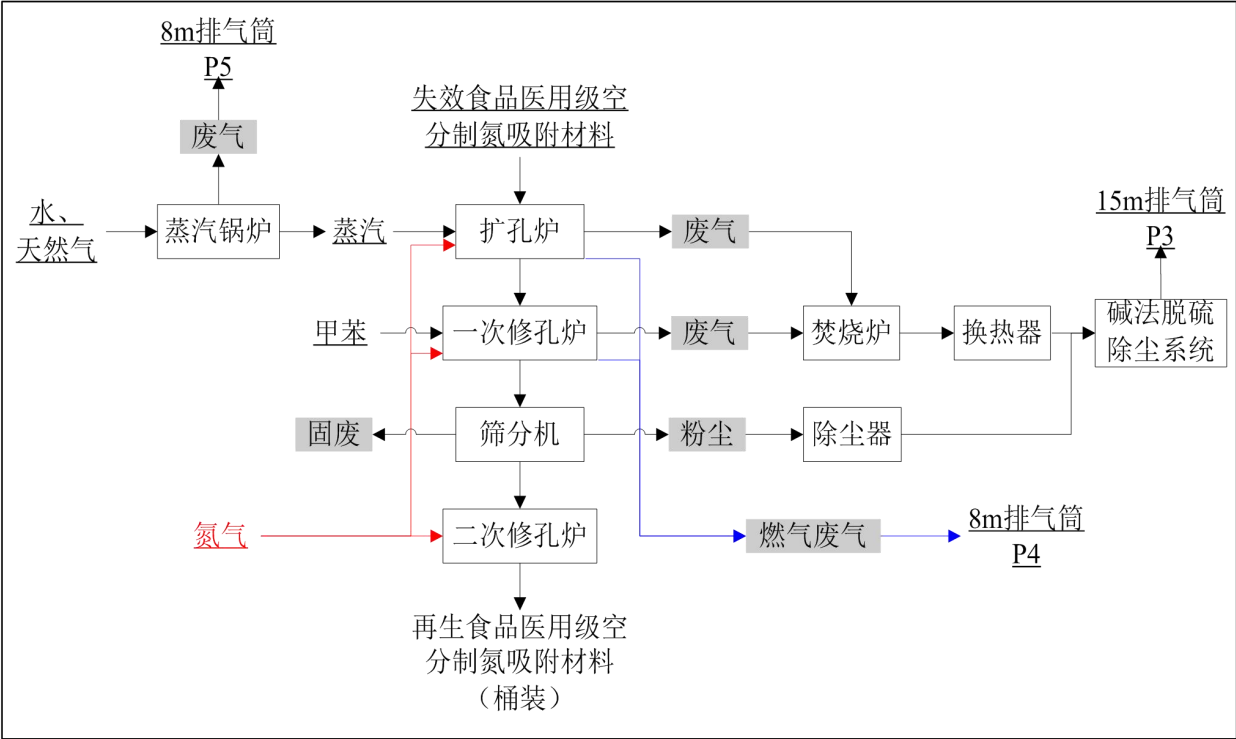 8m排气筒
P5
废气
水、
天然气
蒸汽锅炉
蒸汽
失效食品医用级空
分制氮吸附材料
扩孔炉
废气
15m排气筒
P3
甲苯
一次修孔炉
废气
焚烧炉
换热器
碱法脱硫
除尘系统
固废
筛分机
粉尘
除尘器
氮气
二次修孔炉
燃气废气
8m排气筒
P4
再生食品医用级空
分制氮吸附材料
（桶装）